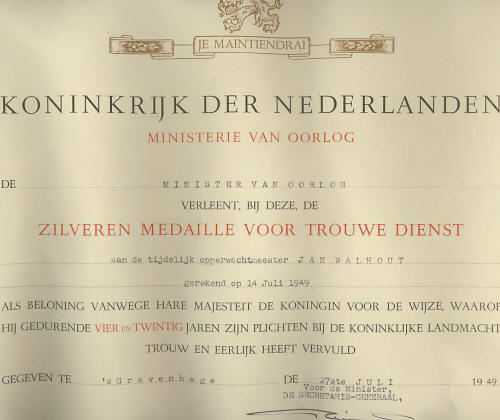 JE MAINTIENDRAI
KONINKRIJK DER NEDERLANDEN
MINISTERIE VAN OORLOG
DE MINISTER VAN OORLOG
VERLEENT, BIJ DEZE, DE
ZILVEREN MEDAILLE VOOR TROUWE DIENST
aan de tijdelijk opperwachtmeester JAN WALHOUT
gerekend op 14 Juli 1949
ALS BELONING VANWEGE HARE MAJESTEIT DE KONINGIN VOOR DE WIJZE, WAAROP
HIJ GEDURENDE VIER EN TWINTIG JAREN ZIJN PLICHTEN BIJ DE KONINKLIJKE LANDMACHT
TROUW EN EERLIJK HEEFT VERVULD
GEGEVEN TE 'sGravenhage DE 27ste JULI 1949
Voor de Minister,
DE SECRETARIS-GENERAAL,